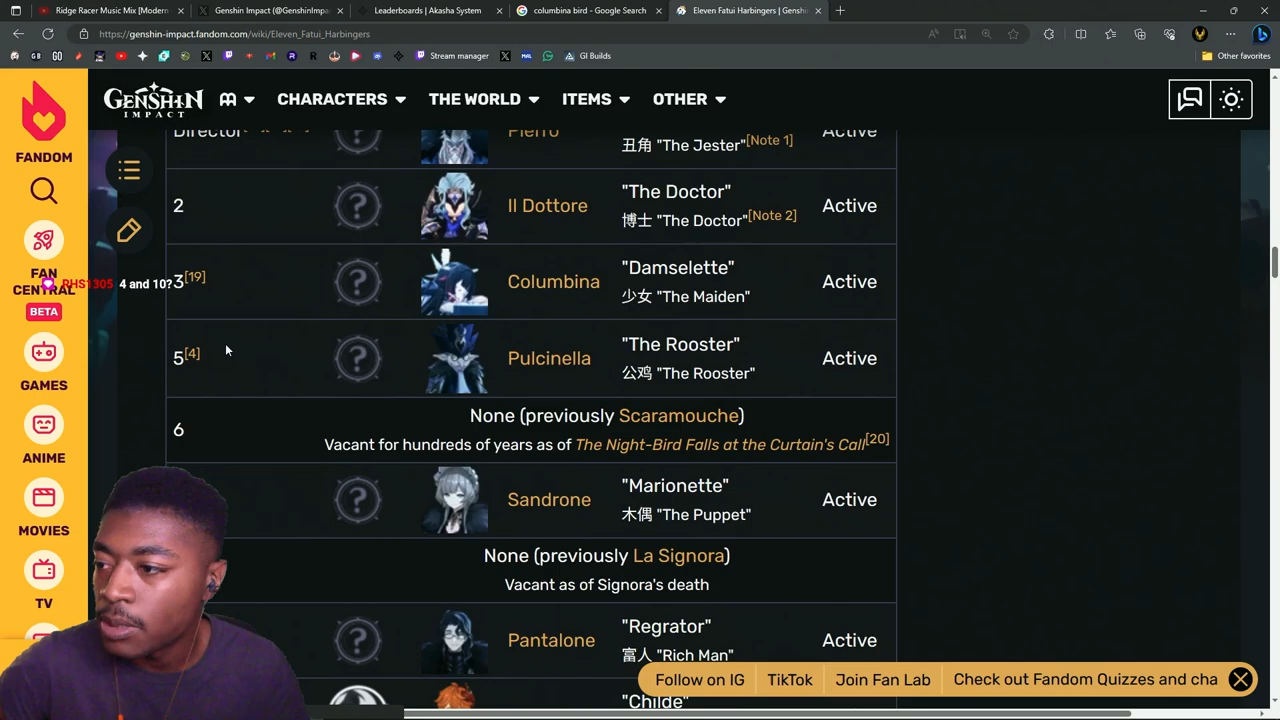 Ridge Racer Music Mix [Modern
Genshin Impact (@GenshinImpa
Leaderboards | Akasha System
columbina bird - Google Search
Eleven Fatui Harbingers | Genshi
https://genshin-impact.fandom.com/wiki/Eleven_Fatui_Harbingers
Stream manager
MAL
AI Builds
Other favorites
GENSHIN IMPACT
CHARACTERS
THE WORLD
ITEMS
OTHER
FANDOM
FAN CENTRAL
BETA
GAMES
ANIME
MOVIES
TV
RHS1305 4 and 10?
Director
Pierro
丑角 "The Jester"[Note 1]
Active
2
Il Dottore
"The Doctor"
博士 "The Doctor"[Note 2]
Active
3[19]
Columbina
"Damselette"
少女 "The Maiden"
Active
5[4]
Pulcinella
"The Rooster"
公鸡 "The Rooster"
Active
6
None (previously Scaramouche)
Vacant for hundreds of years as of The Night-Bird Falls at the Curtain's Call[20]
Sandrone
"Marionette"
木偶 "The Puppet"
Active
None (previously La Signora)
Vacant as of Signora's death
Pantalone
"Regrator"
富人 "Rich Man"
Active
"Childe"
Follow on IG
TikTok
Join Fan Lab
Check out Fandom Quizzes and cha